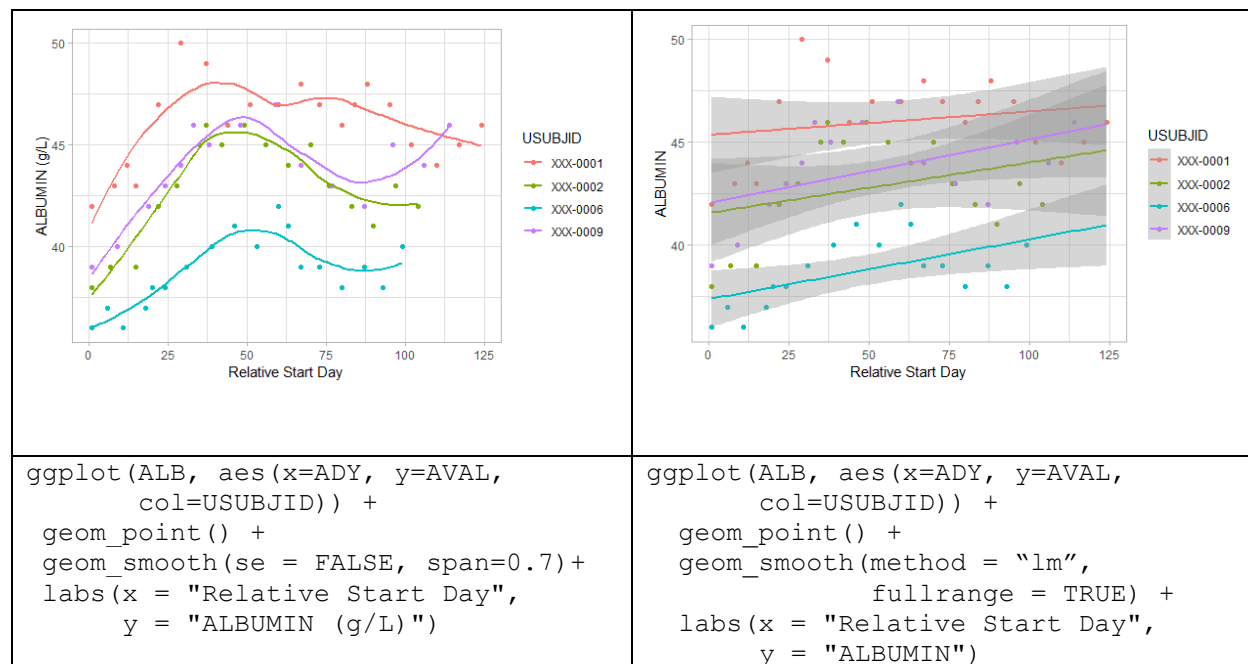 50
45
40
ALBUMIN (g/L)
0 25 50 75 100 125
Relative Start Day
USUBJID
XXX-0001
XXX-0002
XXX-0006
XXX-0009
50
45
40
ALBUMIN
0 25 50 75 100 125
Relative Start Day
USUBJID
XXX-0001
XXX-0002
XXX-0006
XXX-0009
ggplot(ALB, aes(x=ADY, y=AVAL,
col=USUBJID)) +
geom_point() +
geom_smooth(se = FALSE, span=0.7)+
labs(x = "Relative Start Day",
y = "ALBUMIN (g/L)")
ggplot(ALB, aes(x=ADY, y=AVAL,
col=USUBJID)) +
geom_point() +
geom_smooth(method = “lm”,
fullrange = TRUE) +
labs(x = "Relative Start Day",
y = "ALBUMIN")